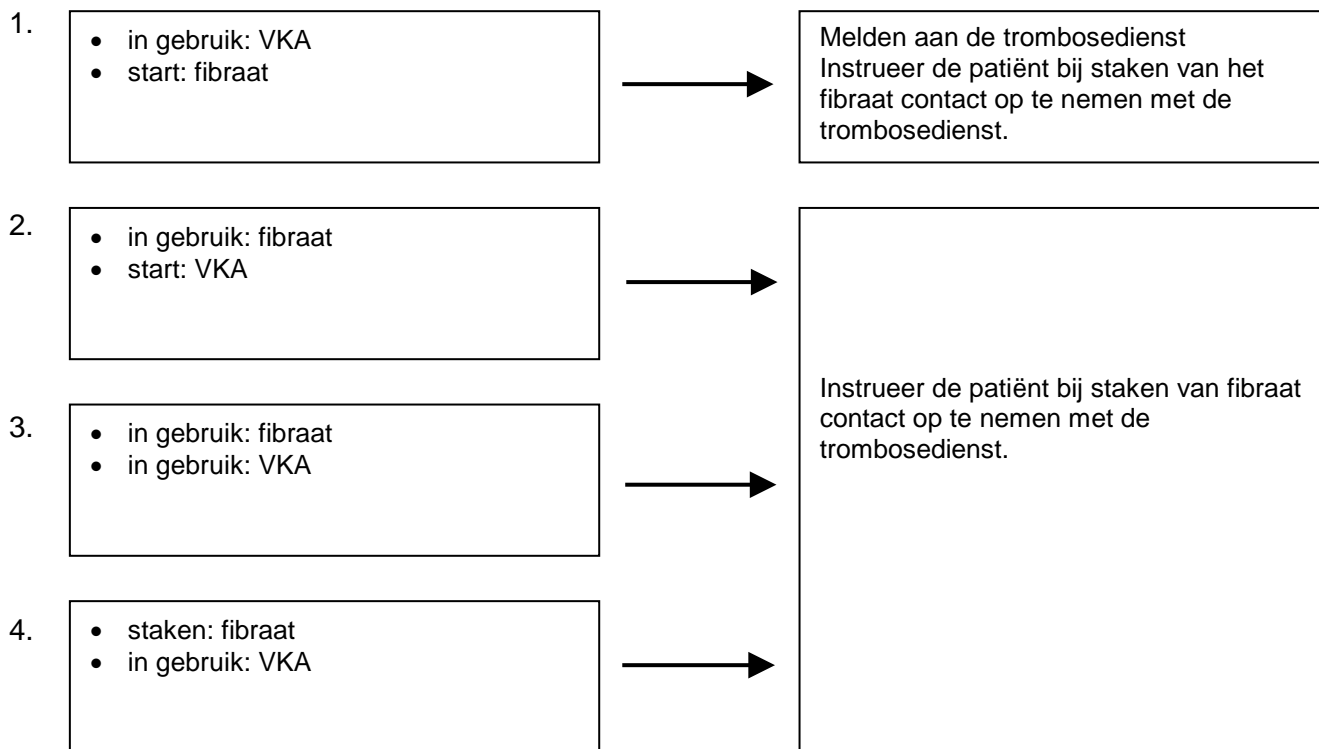 1.
• in gebruik: VKA
• start: fibraat
Melden aan de trombosedienst
Instrueer de patiënt bij staken van het
fibraat contact op te nemen met de
trombosedienst.
2.
• in gebruik: fibraat
• start: VKA
3.
• in gebruik: fibraat
• in gebruik: VKA
Instrueer de patiënt bij staken van fibraat
contact op te nemen met de
trombosedienst.
4.
• staken: fibraat
• in gebruik: VKA